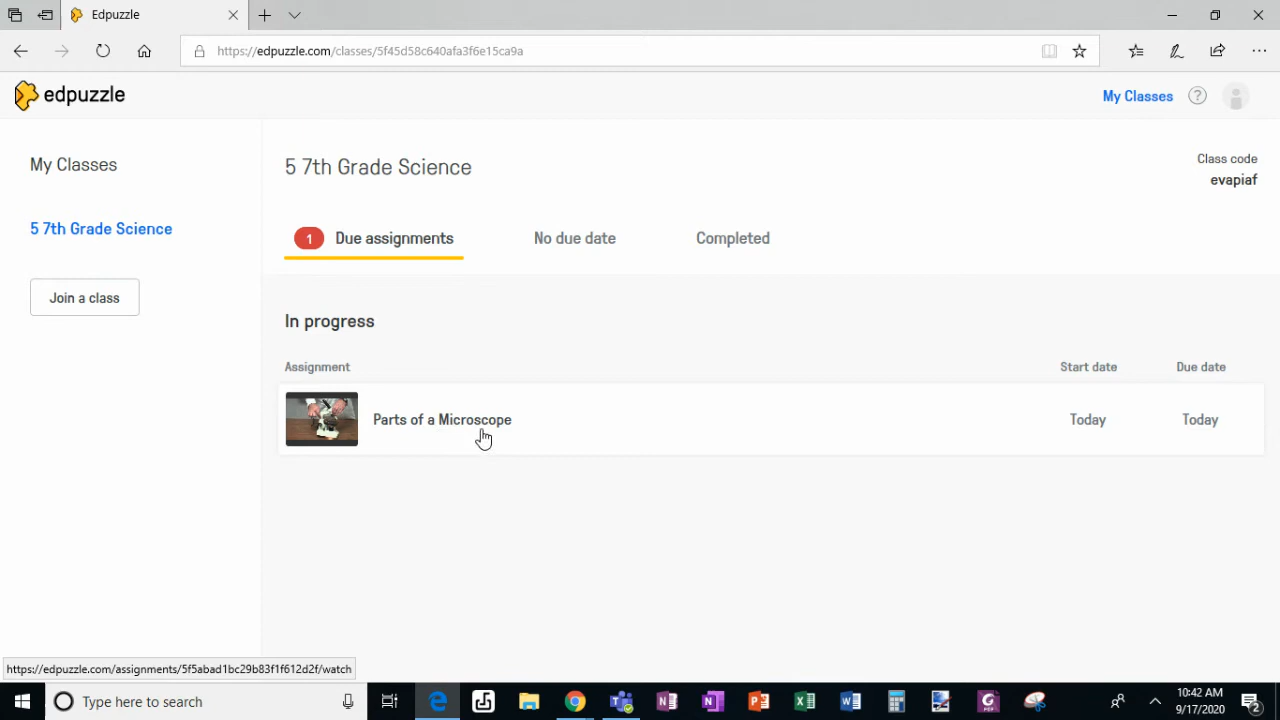 Edpuzzle
https://edpuzzle.com/classes/5f45d58c640afa3f6e15ca9a
edpuzzle
My Classes
?
My Classes
5 7th Grade Science
Class code
evapiaf
5 7th Grade Science
1 Due assignments No due date Completed
Join a class
In progress
Assignment Start date Due date
Parts of a Microscope Today Today
https://edpuzzle.com/assignments/5f5abad1bc29b83f1f612d2f/watch
Type here to search
10:42 AM
9/17/2020
2